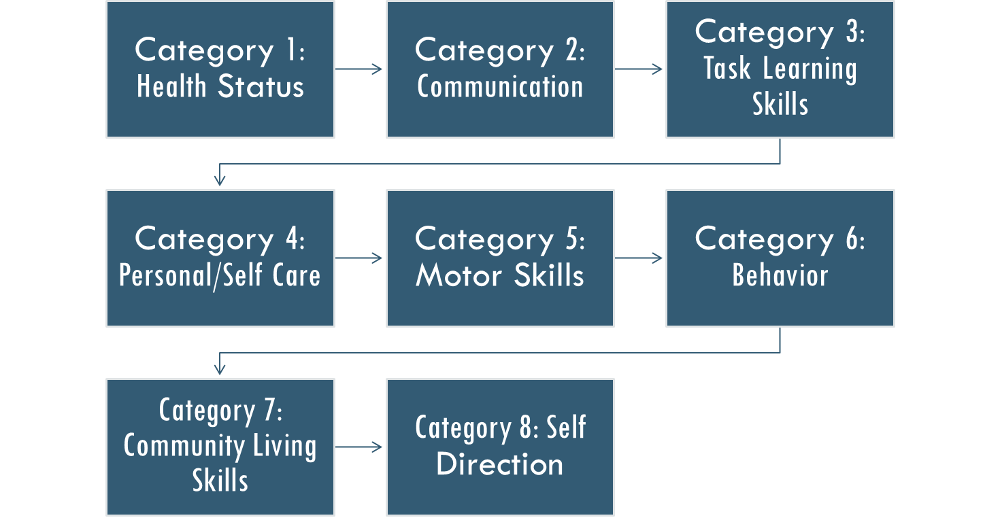 Category 1:
Health Status
Category 2:
Communication
Category 3:
Task Learning
Skills
Category 4:
Personal/Self Care
Category 5:
Motor Skills
Category 6:
Behavior
Category 7:
Community Living
Skills
Category 8: Self
Direction